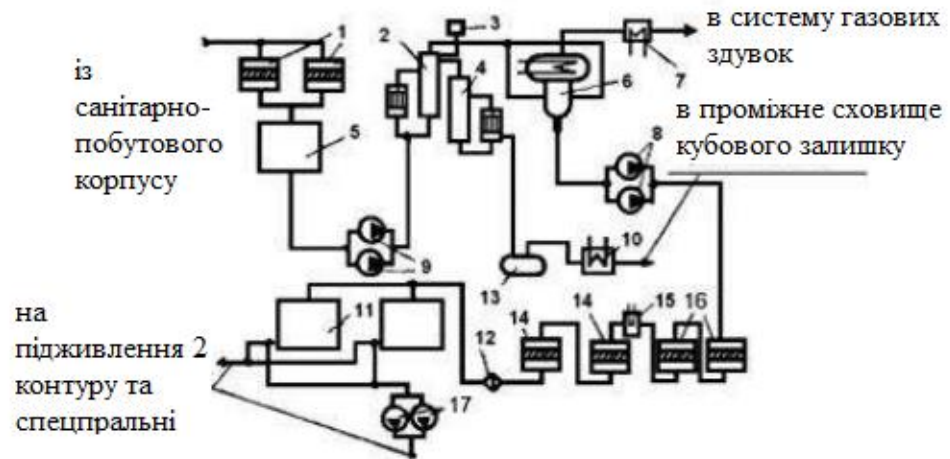 в систему газових
здувок
1
1
2
3
4
5
6
7
із
санітарно-
побутового
корпусу
в проміжне сховище
кубового залишку
8
9
10
11
12
13
14
14
15
16
на
підживлення 2
контуру та
спецпральні
17